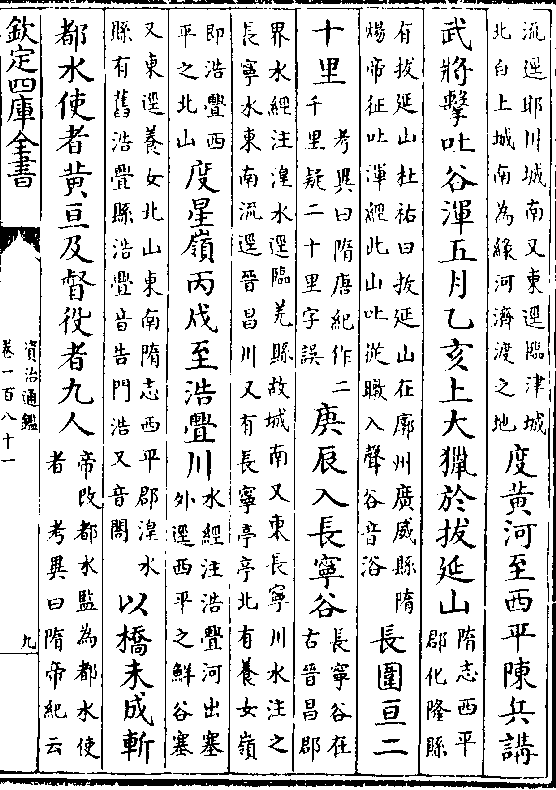 流逕耶川城南又東逕臨津城
北白上城南為緣河濟渡之地
度黃河至西平陳兵講
武將擊吐谷渾五月乙亥上大獵於拔延山
隋志西平
郡化隆縣
有拔延山杜祐曰拔延山在廓州廣威縣隋
煬帝征吐渾經此山吐從暾入聲谷音浴
長圍亘二
十里
考異曰隋唐紀作二
千里疑二十里字誤
庚辰入長寧谷
長寧谷在
古晉昌郡
界水經注湟水逕臨羌縣故城南又東長寧川水注之
長寧水東南流逕晉昌川又有長寧亭亭北有養女嶺
即浩亹西
平之北山
度星嶺丙戌至浩亹川
水經注浩亹河出塞
外逕西平之鮮谷塞
又東逕養女北山東南隋志西平郡湟水
縣有舊浩亹縣浩亹音告門浩又音閤
以橋未成斬
都水使者黃亘及督役者九人
帝改都水監為都水使
者 考異曰隋帝紀云
欽定四庫全書
資治通鑑
卷一百八十一
九